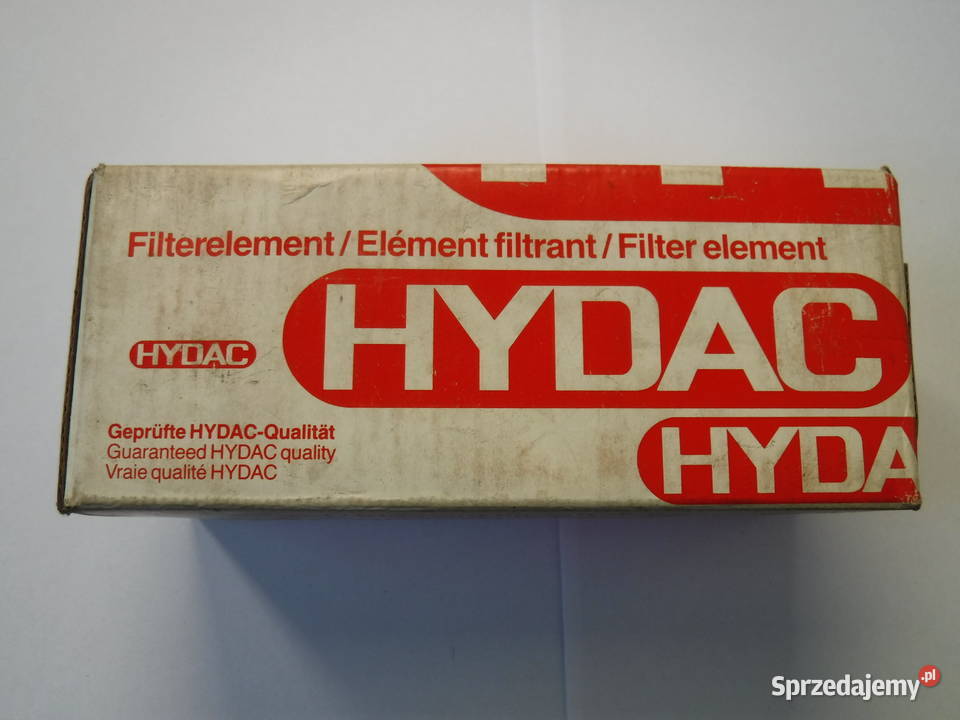 Filterelement / Elément filtrant / Filter element
HYDAC
HYDAC
Geprüfte HYDAC-Qualität
Guaranteed HYDAC quality
Vraie qualité HYDAC
HYDA
Sprzedajemy.pl